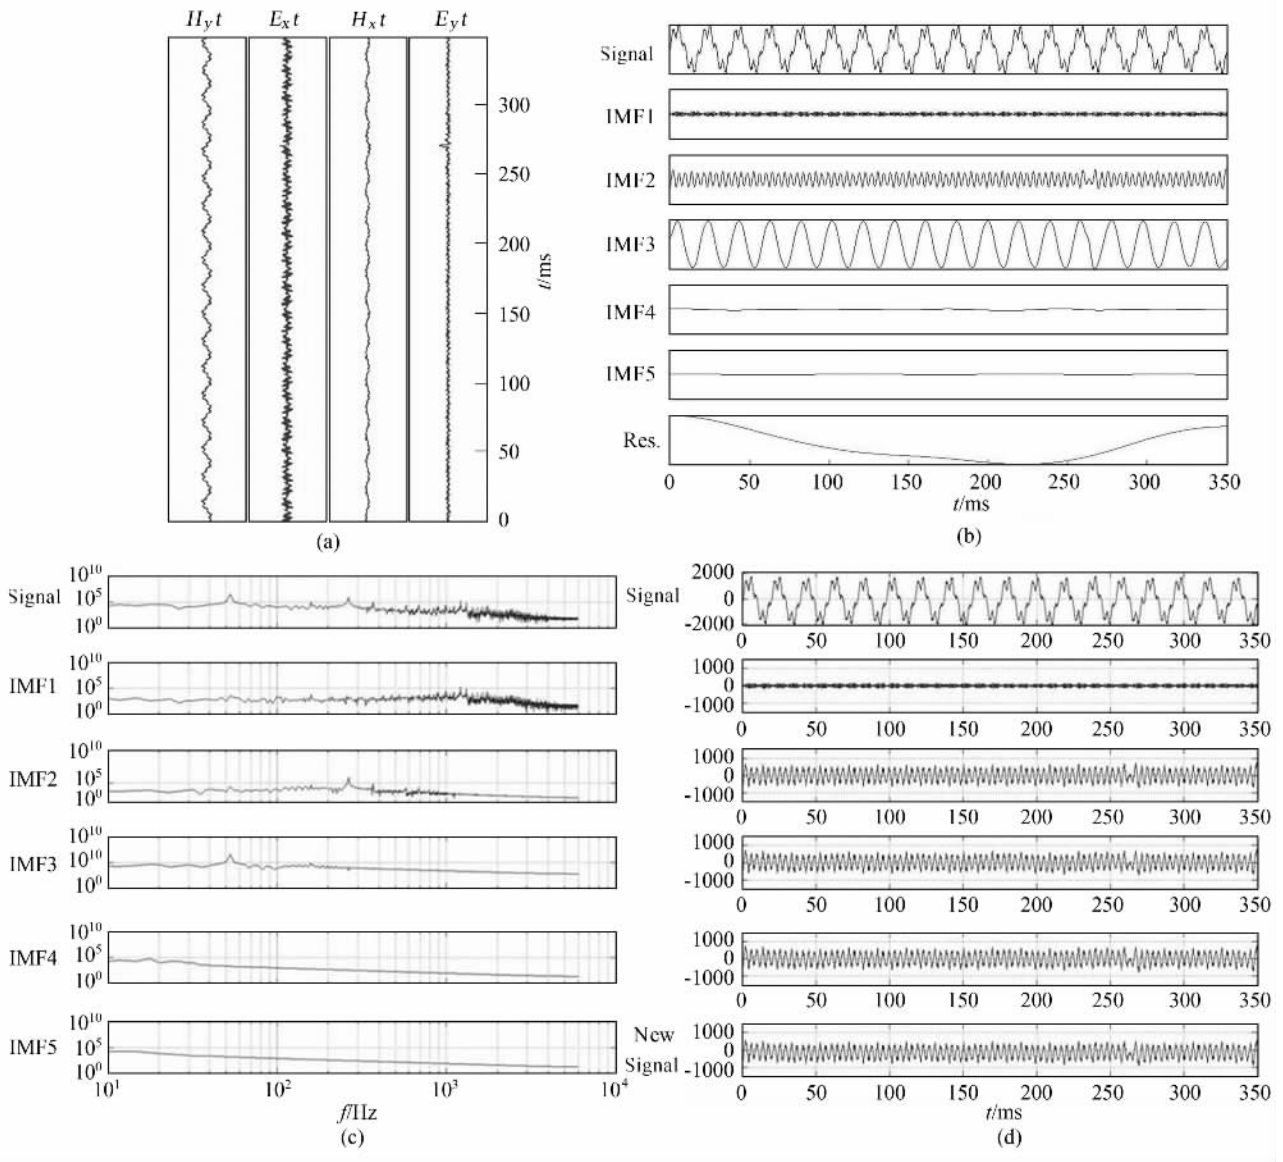 Hyt Ext Hxt Eyt
300
250
200
150
100
50
0
t/ms
(a)
Signal
IMF1
IMF2
IMF3
IMF4
IMF5
Res.
0 50 100 150 200 250 300 350
t/ms
(b)
Signal 10^10 10^5 10^0
IMF1 10^10 10^5 10^0
IMF2 10^10 10^5 10^0
IMF3 10^10 10^10 10^0
IMF4 10^10 10^5 10^0
IMF5 10^10 10^5 10^0
10^1 10^2 10^3 10^4
f/Hz
(c)
Signal 2000 0 -2000
0 50 100 150 200 250 300 350
1000 0 -1000
0 50 100 150 200 250 300 350
1000 0 -1000
0 50 100 150 200 250 300 350
1000 0 -1000
0 50 100 150 200 250 300 350
1000 0 -1000
0 50 100 150 200 250 300 350
New Signal 1000 0 -1000
0 50 100 150 200 250 300 350
t/ms
(d)